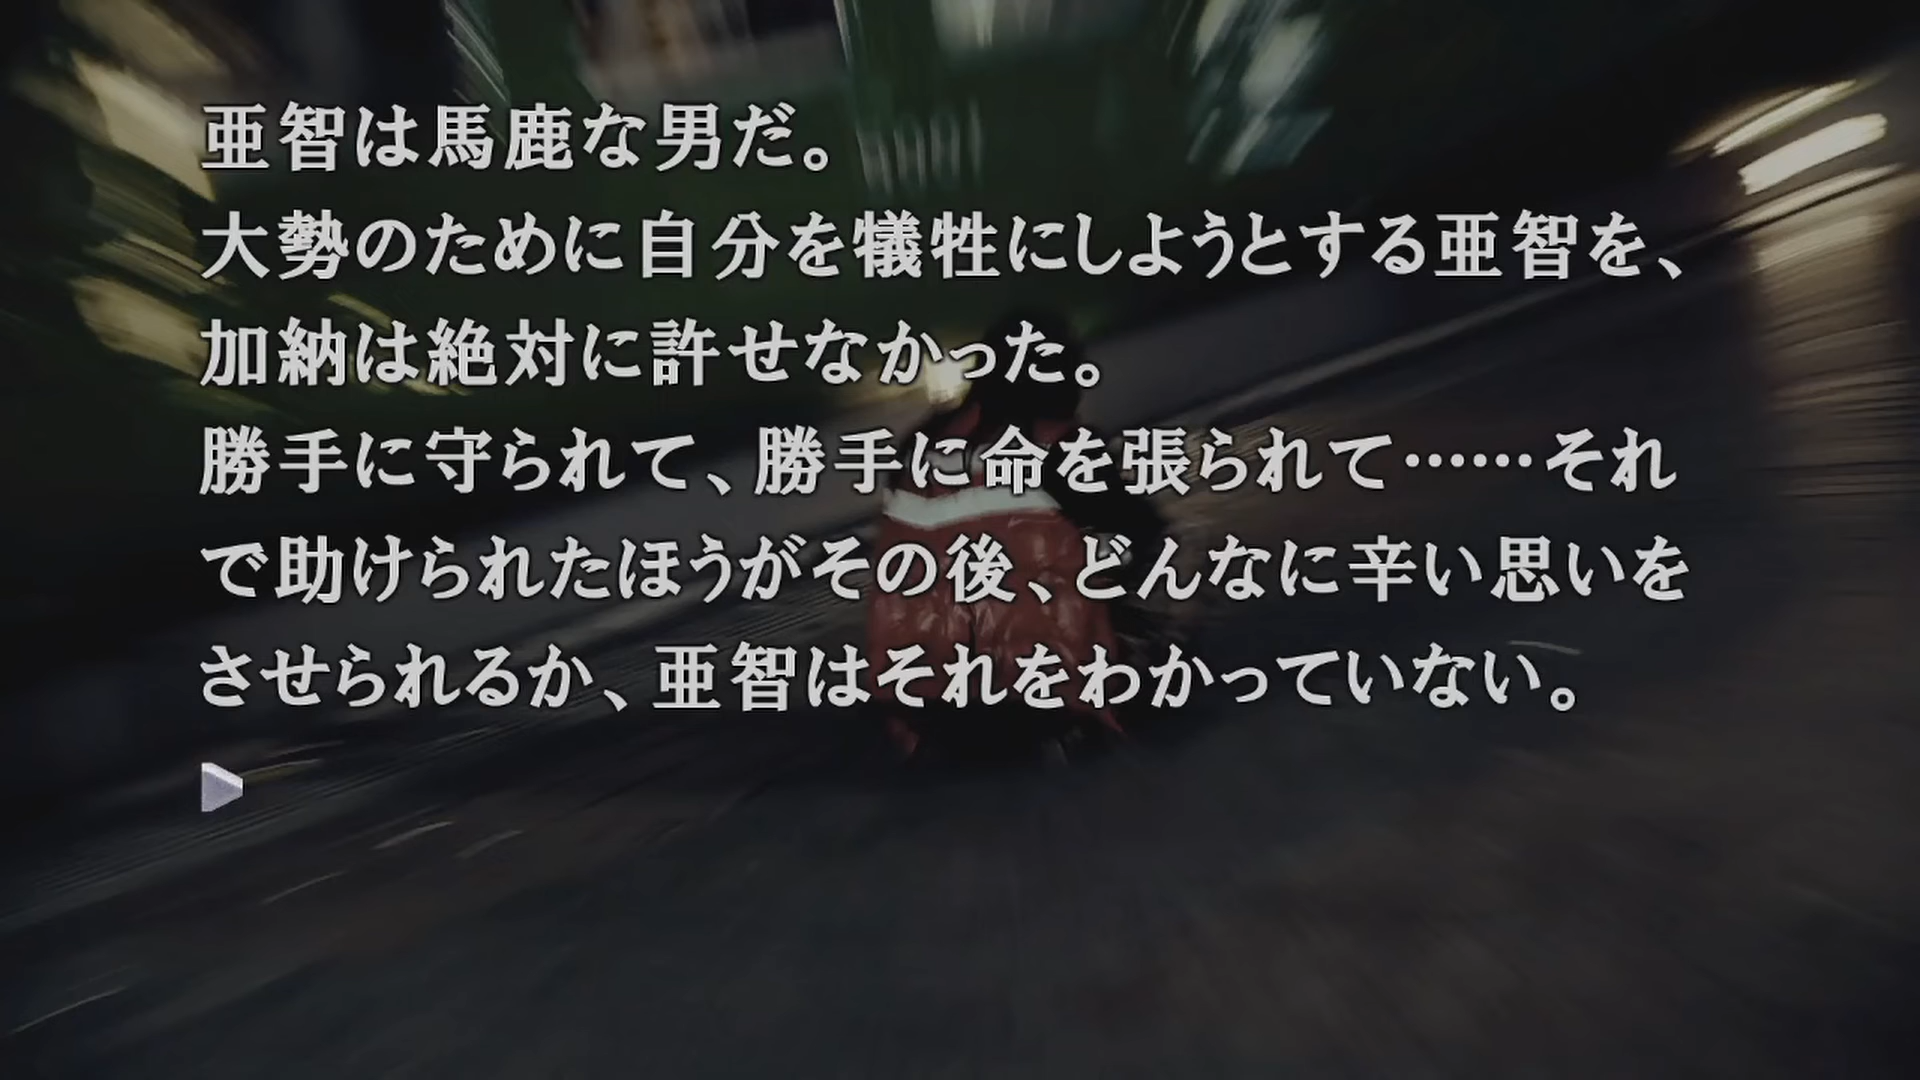 亜智は馬鹿な男だ。
大勢のために自分を犠牲にしようとする亜智を、
加納は絶対に許せなかった。
勝手に守られて、勝手に命を張られて……それ
で助けられたほうがその後、どんなに辛い思いを
させられるか、亜智はそれをわかっていない。